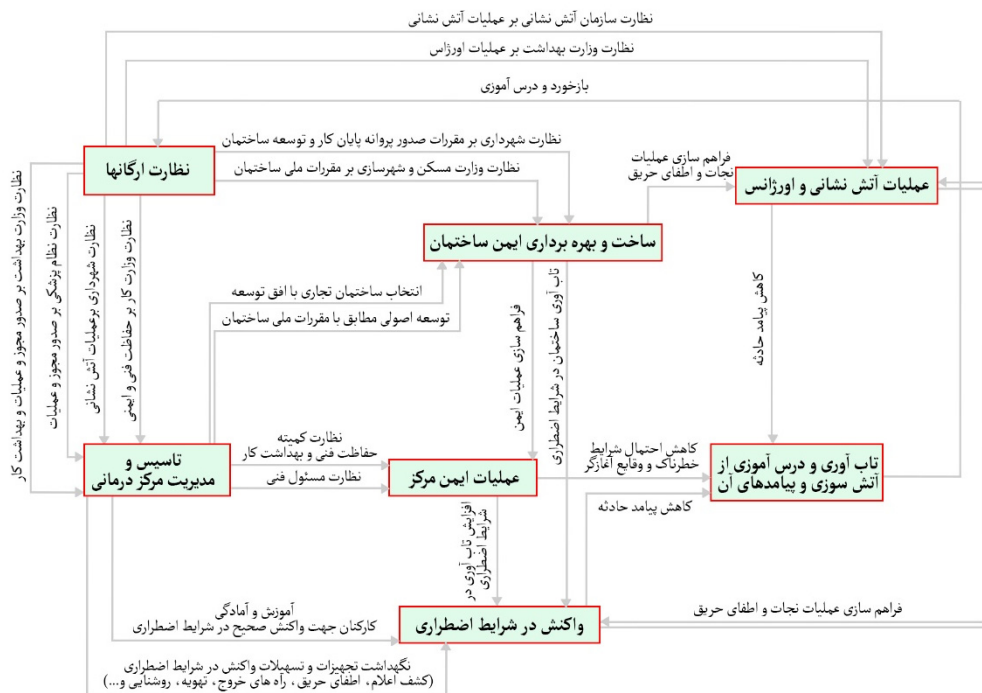 نظارت سازمان آتش نشانی بر عملیات آتش نشانی
نظارت وزارت بهداشت بر عملیات اورژاس
بازخورد و درس آموزی
نظارت شهرداری بر مقررات صدور پروانه پایان کار و توسعه ساختمان
نظارت وزارت مسکن و شهرسازی بر مقررات ملی ساختمان
نظارت ارگانها
فراهم سازی عملیات
نجات و اطفای حریق
عملیات آتش نشانی و اورژانس
ساخت و بهره برداری ایمن ساختمان
نظارت وزارت بهداشت بر صدور مجوز و عملیات و بهداشت کار
نظارت نظام پزشکی بر صدور مجوز و عملیات
نظارت شهرداری برعملیات آتش نشانی
نظارت وزارت کار بر حفاظت فنی و ایمنی
انتخاب ساختمان تجاری با افق توسعه
توسعه اصولی مطابق با مقررات ملی ساختمان
فراهم سازی عملیات ایمن
تاب آوری ساختمان در شرایط اضطراری
کاهش پیامد حادثه
تاسیس و
مدیریت مرکز درمانی
نظارت کمیته
حفاظت فنی و بهداشت کار
نظارت مسئول فنی
عملیات ایمن مرکز
کاهش احتمال شرایط
خطرناک و وقایع آغازگر
کاهش پیامد حادثه
تاب آوری و درس آموزی از
آتش سوزی و پیامدهای آن
افزایش تاب آوری در
شرایط اضطراری
آموزش و آمادگی
کارکنان جهت واکنش صحیح در شرایط اضطراری
واکنش در شرایط اضطراری
فراهم سازی عملیات نجات و اطفای حریق
نگهداشت تجهیزات و تسهیلات واکنش در شرایط اضطراری
(کشف اعلام، اطفای حریق، راه های خروج، تهویه، روشنایی و...)